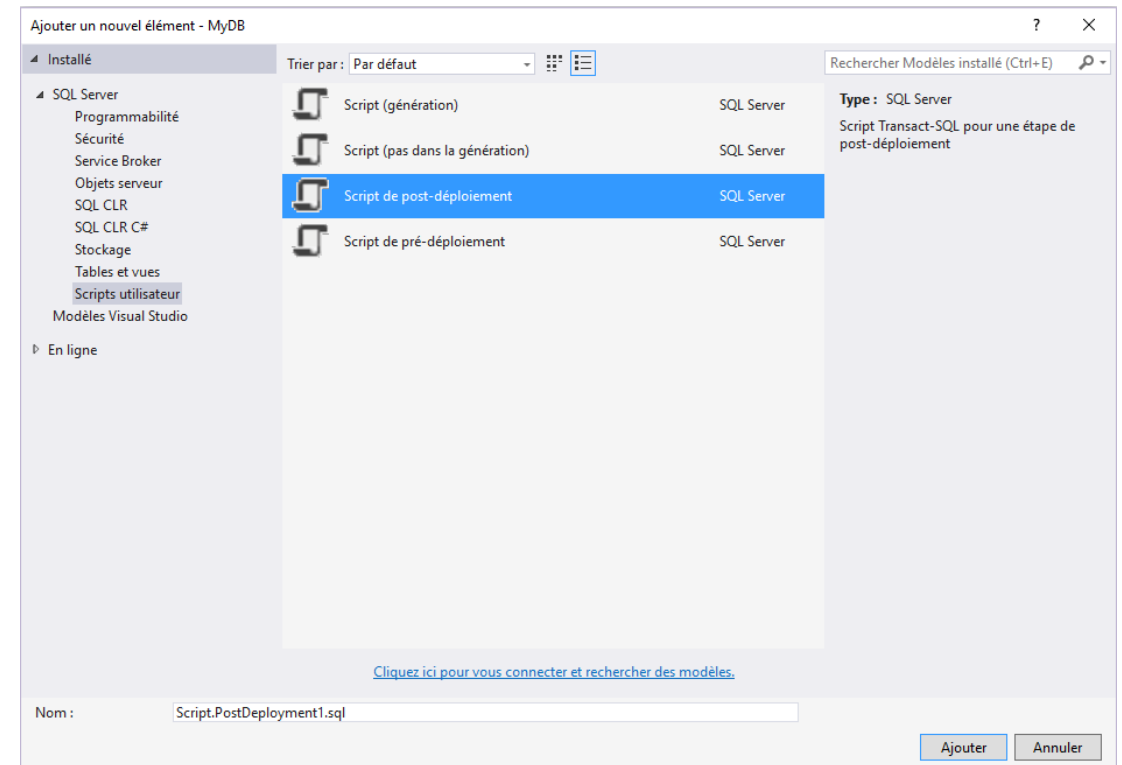 Ajouter un nouvel élément - MyDB
?
Installé
Trier par : Par défaut
Rechercher Modèles installé (Ctrl+E)
SQL Server
Programmabilité
Sécurité
Service Broker
Objets serveur
SQL CLR
SQL CLR C#
Stockage
Tables et vues
Scripts utilisateur
Modèles Visual Studio
En ligne
Script (génération) SQL Server
Script (pas dans la génération) SQL Server
Script de post-déploiement SQL Server
Script de pré-déploiement SQL Server
Type : SQL Server
Script Transact-SQL pour une étape de
post-déploiement
Cliquez ici pour vous connecter et rechercher des modèles.
Nom : Script.PostDeployment1.sql
Ajouter Annuler